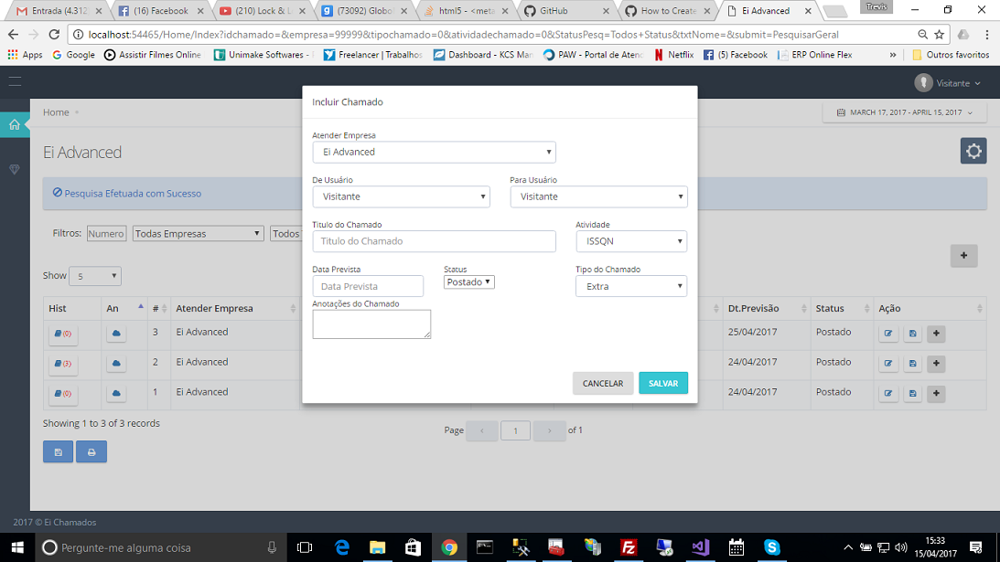 Entrada (4.312
(16) Facebook
(210) Lock & L
(73092) Globo
html5 - <meta
GitHub
How to Create
Ei Advanced
Trevis
localhost:54465/Home/Index?idchamado=&empresa=99999&tipochamado=0&atividadechamado=0&StatusPesq=Todos+Status&txtNome=&submit=PesquisarGeral
Apps
Google
Assistir Filmes Online
Unimake Softwares -
Freelancer | Trabalhos
Dashboard - KCS Man
PAW - Portal de Atend
Netflix
(5) Facebook
ERP Online Flex
»
Outros favoritos
Visitante
Home
MARCH 17, 2017 - APRIL 15, 2017
Ei Advanced
Pesquisa Efetuada com Sucesso
Filtros:
Numero
Todas Empresas
Todos
Show
5
Hist
An
#
Atender Empresa
Dt.Previsão
Status
Ação
(0)
3
Ei Advanced
25/04/2017
Postado
(3)
2
Ei Advanced
24/04/2017
Postado
(0)
1
Ei Advanced
24/04/2017
Postado
Showing 1 to 3 of 3 records
Page
1
of 1
Incluir Chamado
Atender Empresa
Ei Advanced
De Usuário
Para Usuário
Visitante
Visitante
Titulo do Chamado
Atividade
Titulo do Chamado
ISSQN
Data Prevista
Status
Tipo do Chamado
Data Prevista
Postado
Extra
Anotações do Chamado
CANCELAR
SALVAR
2017 © Ei Chamados
Pergunte-me alguma coisa
15:33
15/04/2017